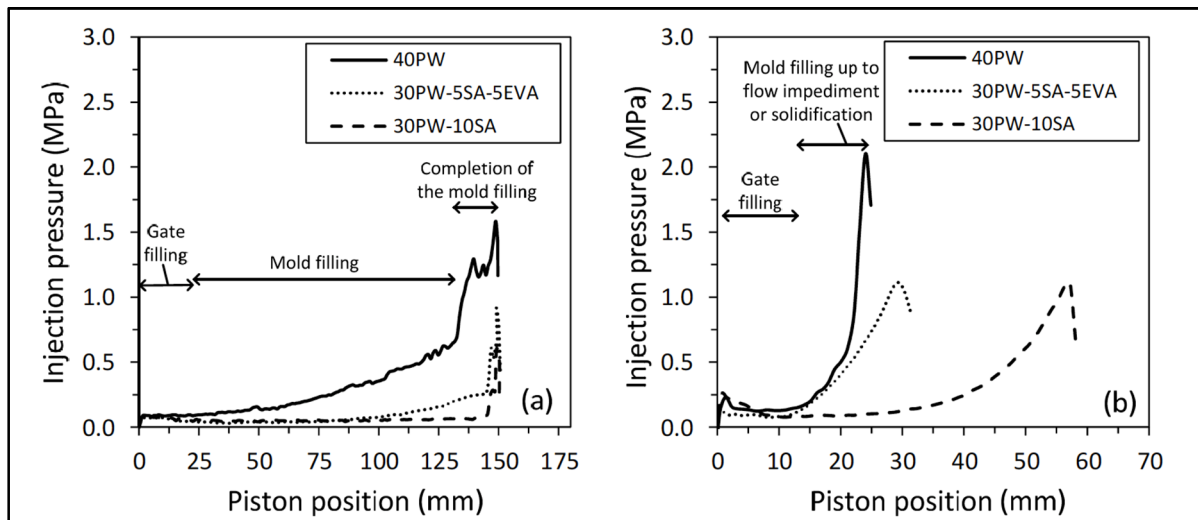 3.0
2.5
2.0
1.5
1.0
0.5
0.0
Injection pressure (MPa)
40PW
30PW-5SA-5EVA
30PW-10SA
Completion of
the mold filling
Gate
filling
Mold filling
(a)
0 25 50 75 100 125 150 175
Piston position (mm)
3.0
2.5
2.0
1.5
1.0
0.5
0.0
Injection pressure (MPa)
40PW
30PW-5SA-5EVA
30PW-10SA
Mold filling up to
flow impediment
or solidification
Gate
filling
(b)
0 10 20 30 40 50 60 70
Piston position (mm)